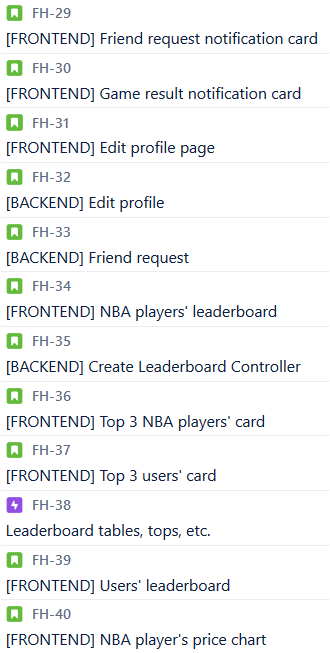 FH-29
[FRONTEND] Friend request notification card
FH-30
[FRONTEND] Game result notification card
FH-31
[FRONTEND] Edit profile page
FH-32
[BACKEND] Edit profile
FH-33
[BACKEND] Friend request
FH-34
[FRONTEND] NBA players' leaderboard
FH-35
[BACKEND] Create Leaderboard Controller
FH-36
[FRONTEND] Top 3 NBA players' card
FH-37
[FRONTEND] Top 3 users' card
FH-38
Leaderboard tables, tops, etc.
FH-39
[FRONTEND] Users' leaderboard
FH-40
[FRONTEND] NBA player's price chart